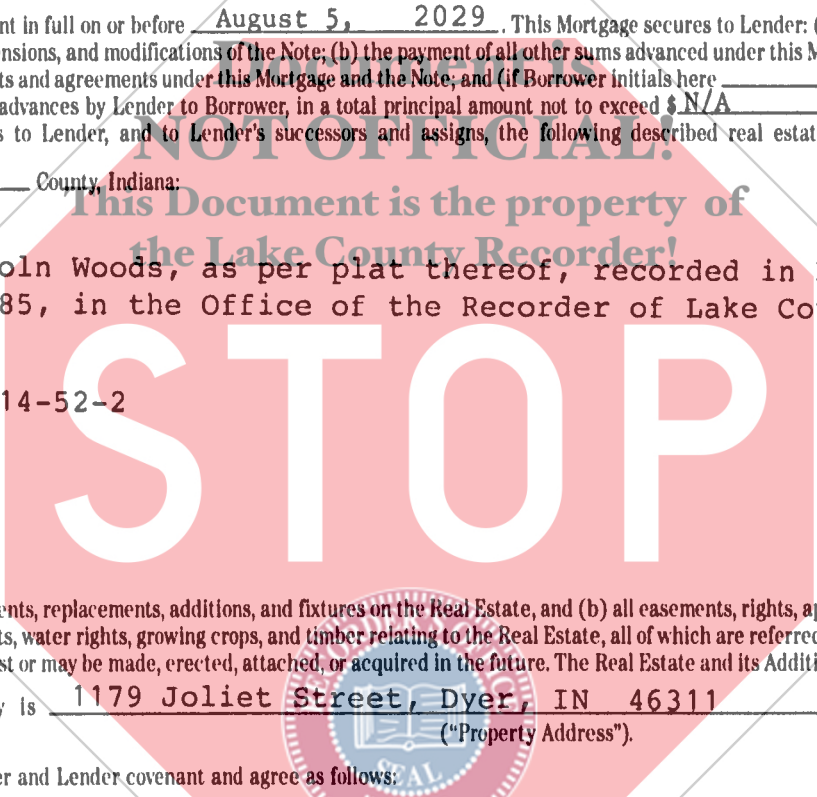 nt in full on or before August 5, 2029. This Mortgage secures to Lender: (
ensions, and modifications of the Note; (b) the payment of all other sums advanced under this M
ts and agreements under this Mortgage and the Note; and (if Borrower initials here
Document is
advances by Lender to Borrower, in a total principal amount not to exceed $ N/A
NOT OFFICIAL!
s to Lender, and to Lender's successors and assigns, the following described real estat
County, Indiana:
This Document is the property of
the Lake County Recorder!
oln Woods, as per plat thereof, recorded in
85, in the Office of the Recorder of Lake Co
STOP
14-52-2
ents, replacements, additions, and fixtures on the Real Estate, and (b) all easements, rights, a
ts, water rights, growing crops, and timber relating to the Real Estate, all of which are referred
st or may be made, erected, attached, or acquired in the future. The Real Estate and its Additi
y is 1179 Joliet Street, Dyer, IN 46311
("Property Address").
SEAL
er and Lender covenant and agree as follows: